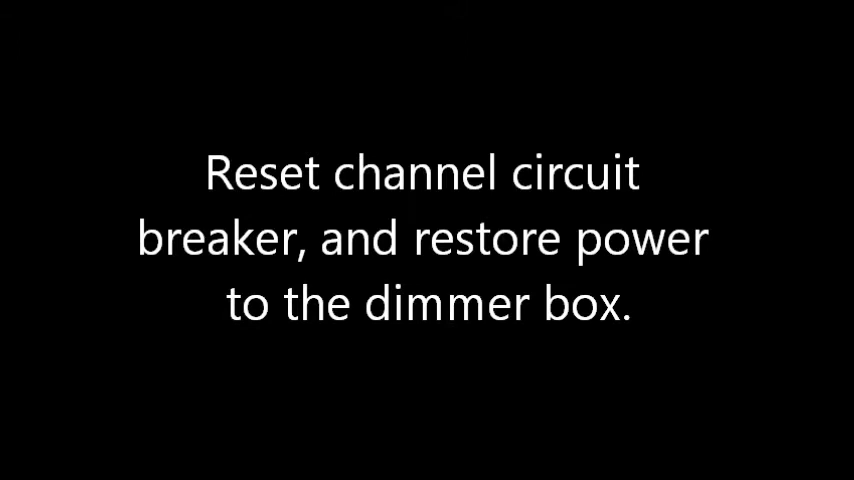 Reset channel circuit
breaker, and restore power
to the dimmer box.